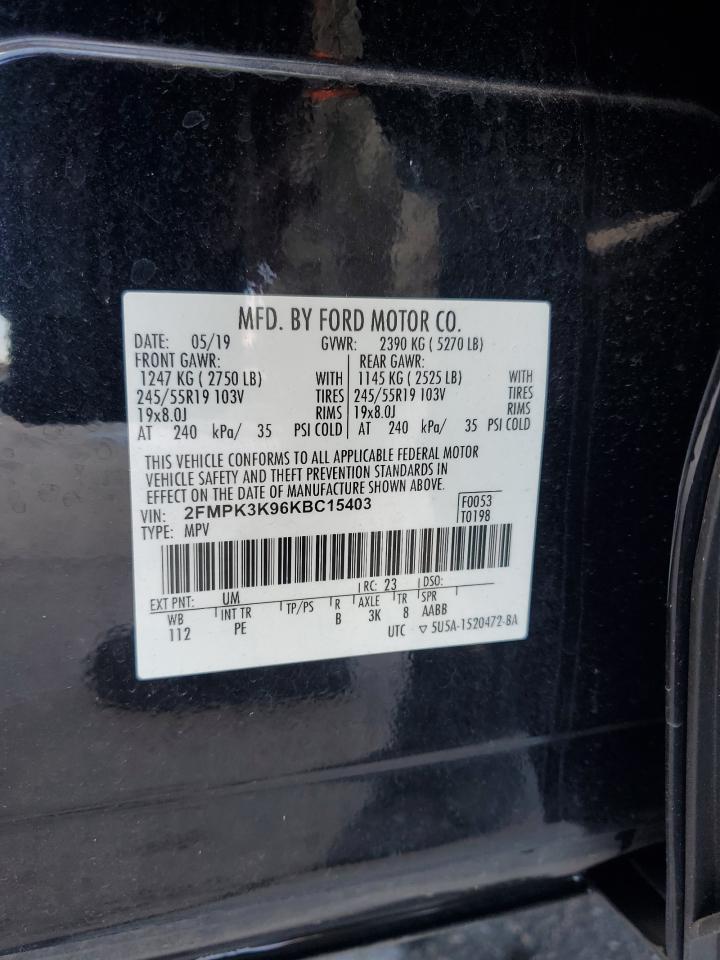 MFD. BY FORD MOTOR CO.
DATE: 05/19 GVWR: 2390 KG ( 5270 LB)
FRONT GAWR: REAR GAWR:
1247 KG ( 2750 LB) WITH 1145 KG ( 2525 LB) WITH
245/55R19 103V TIRES 245/55R19 103V TIRES
19x8.0J RIMS 19x8.0J RIMS
AT 240 kPa/ 35 PSI COLD AT 240 kPa/ 35 PSI COLD
THIS VEHICLE CONFORMS TO ALL APPLICABLE FEDERAL MOTOR
VEHICLE SAFETY AND THEFT PREVENTION STANDARDS IN
EFFECT ON THE DATE OF MANUFACTURE SHOWN ABOVE.
VIN: 2FMPK3K96KBC15403 F0053
TYPE: MPV T0198
EXT PNT: UM RC: 23 DSO:
WB INT TR TP/PS R AXLE TR SPR
112 PE B 3K 8 AABB
UTC ▽ 5U5A-1520472-BA